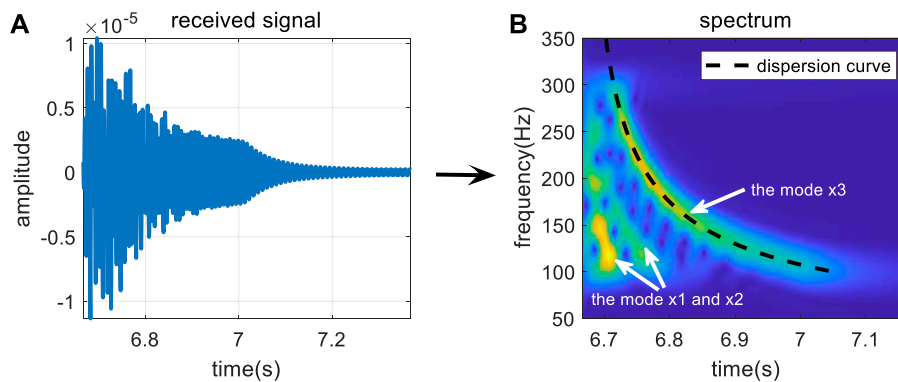 A
received signal
×10^-5
1
0.5
0
-0.5
-1
amplitude
6.8
7
7.2
time(s)
B
spectrum
350
300
250
200
150
100
50
frequency(Hz)
dispersion curve
the mode x3
the mode x1 and x2
6.7
6.8
6.9
7
7.1
time(s)